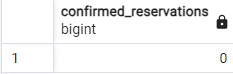 confirmed_reservations
bigint
1 0